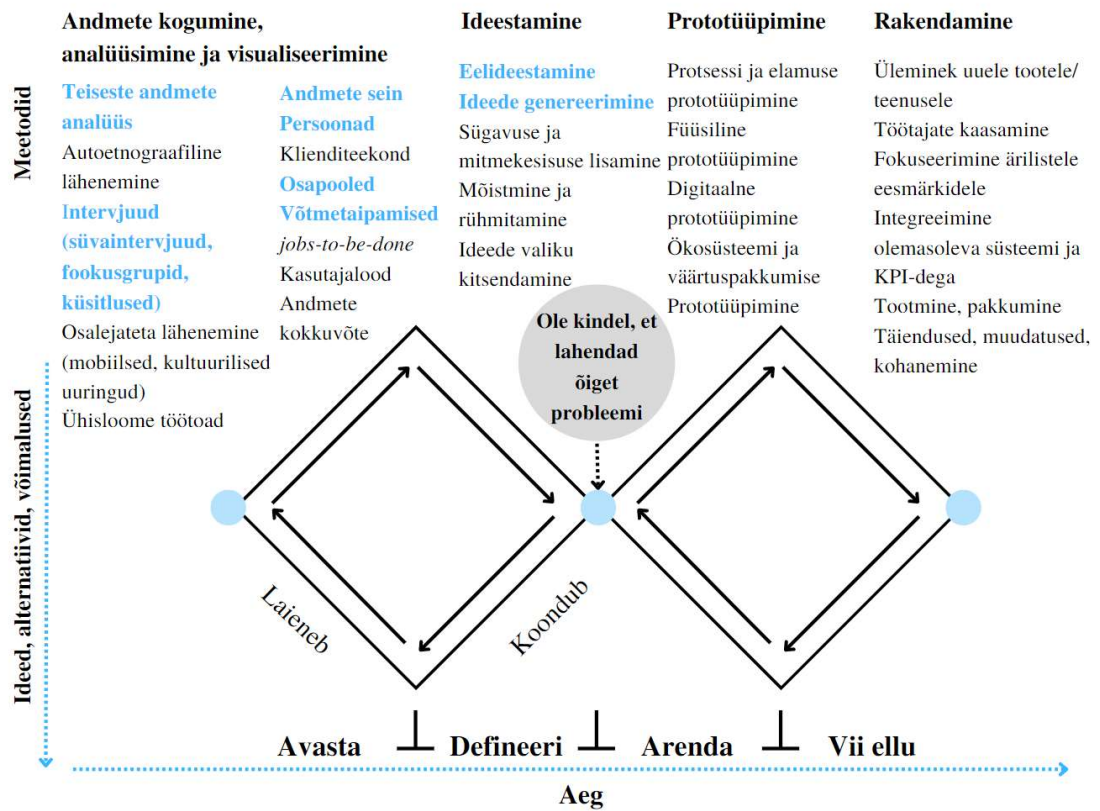 Andmete kogumine,
analüüsimine ja visualiseerimine
Teiseste andmete
analüüs
Autoetnograafiline
lähenemine
Intervjuud
(süvaintervjuud,
fookusgrupid,
küsitlused)
Osalejateta lähenemine
(mobiilsed, kultuurilised
uuringud)
Ühisloome töötoad
Andmete sein
Persoonad
Klienditeekond
Osapooled
Võtmetaipamised
jobs-to-be-done
Kasutajalood
Andmete
kokkuvõte
Ideestamine
Eelideestamine
Ideede genereerimine
Sügavuse ja
mitmekesisuse lisamine
Mõistmine ja
rühmitamine
Ideede valiku
kitsendamine
Prototüüpimine
Protsessi ja elamuse
prototüüpimine
Füüsiline
prototüüpimine
Digitaalne
prototüüpimine
Ökosüsteemi ja
väärtuspakkumise
Prototüüpimine
Rakendamine
Üleminek uuele tootele/
teenusele
Töötajate kaasamine
Fokuseerimine ärilistele
eesmärkidele
Integreeimine
olemasoleva süsteemi ja
KPI-dega
Tootmine, pakkumine
Täiendused, muudatused,
kohanemine
Meetodid
Ideed, alternatiivid, võimalused
Ole kindel, et
lahendad
õiget
probleemi
Laieneb
Koondub
Avasta
Defineeri
Arenda
Vii ellu
Aeg